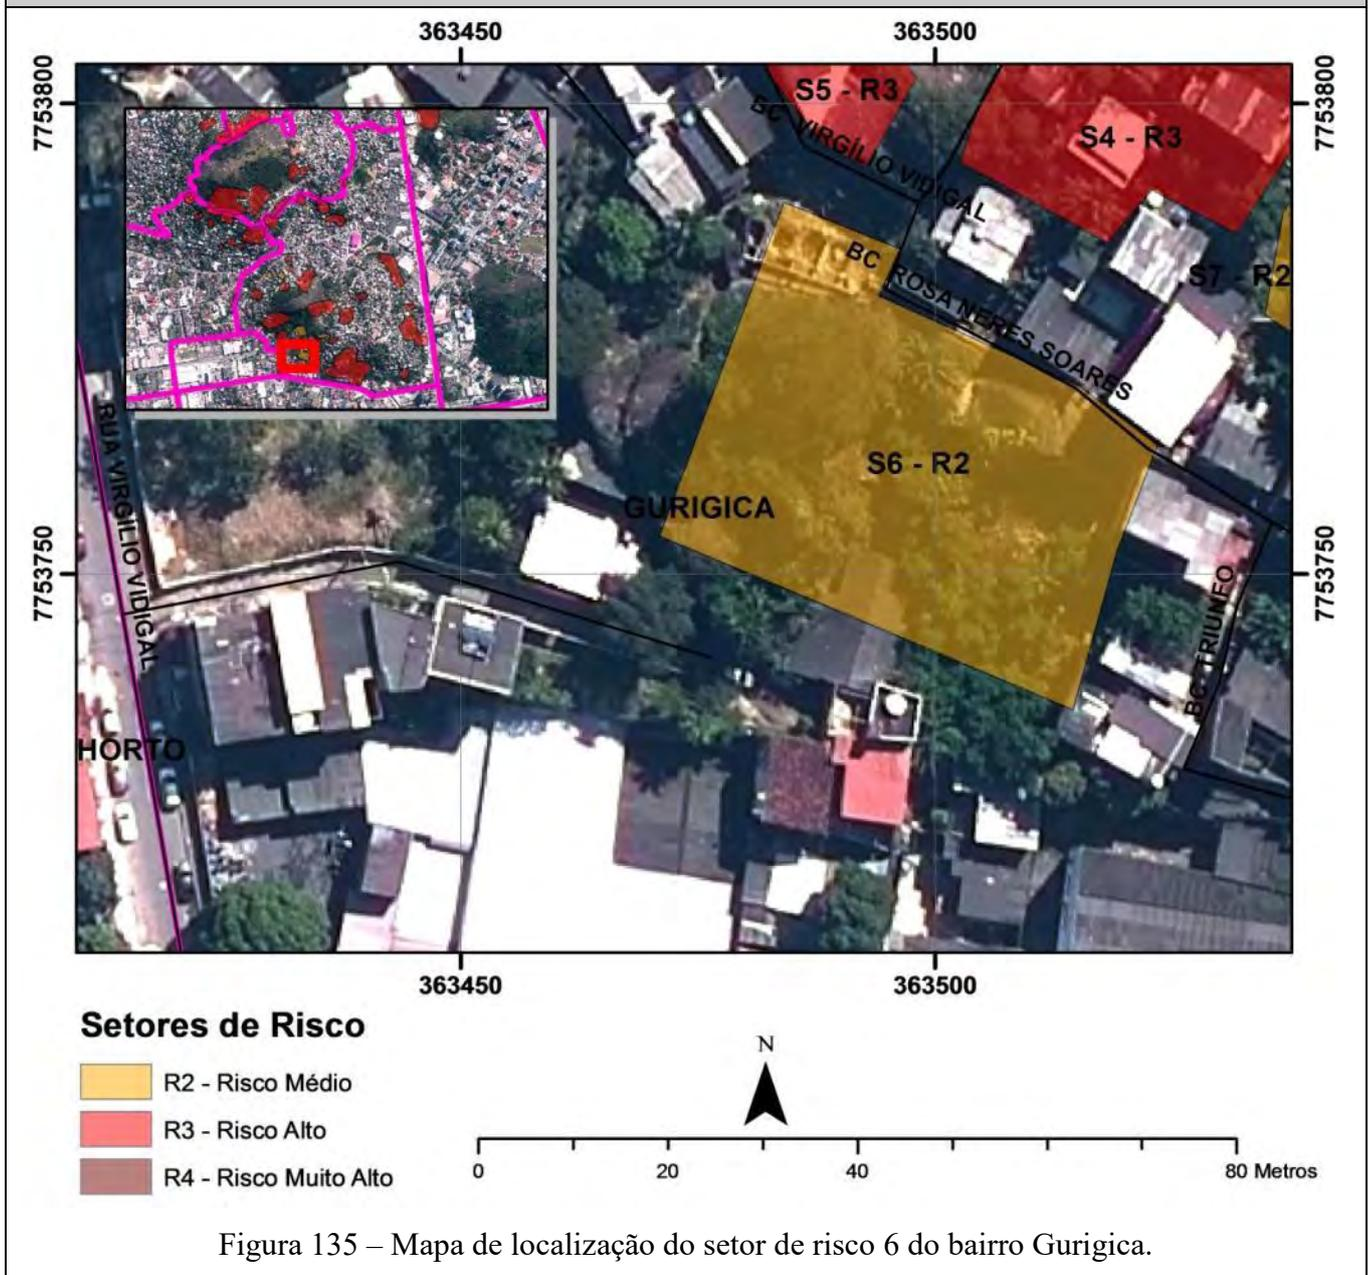 363450 363500
7753800 7753800
S5 - R3
S4 - R3
BC VIRGÍLIO VIDIGAL
BC ROSA NERES SOARES
S7 - R2
S6 - R2
GURIGICA
RUA VIRGÍLIO VIDIGAL
7753750 7753750
BC TRIUNFO
HORTO
363450 363500
Setores de Risco
R2 - Risco Médio
R3 - Risco Alto
R4 - Risco Muito Alto
N
0 20 40 80 Metros
Figura 135 – Mapa de localização do setor de risco 6 do bairro Gurigica.